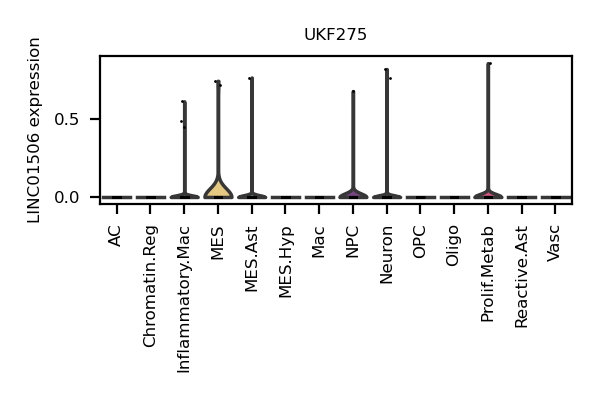 UKF275
LINC01506 expression
0.5
0.0
AC
Chromatin.Reg
Inflammatory.Mac
MES
MES.Ast
MES.Hyp
Mac
NPC
Neuron
OPC
Oligo
Prolif.Metab
Reactive.Ast
Vasc